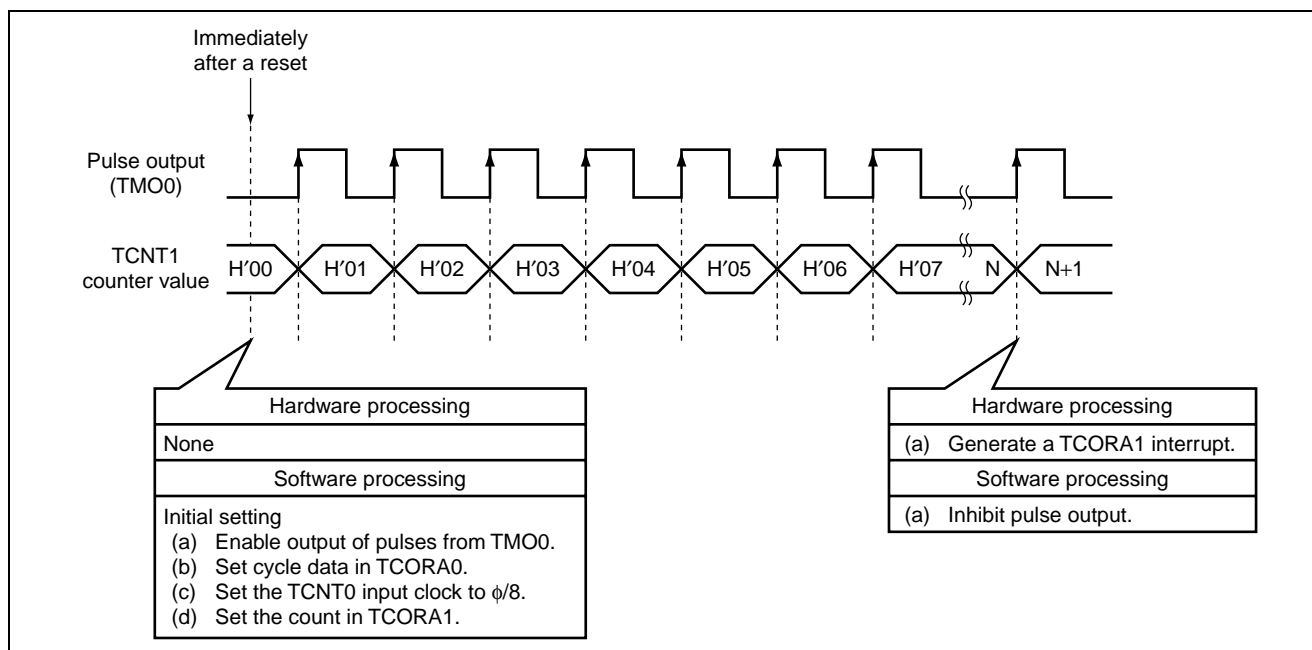 Immediately
after a reset
Pulse output
(TMO0)
TCNT1
counter value
H′00 H′01 H′02 H′03 H′04 H′05 H′06 H′07 N N+1
Hardware processing
None
Software processing
Initial setting
(a) Enable output of pulses from TMO0.
(b) Set cycle data in TCORA0.
(c) Set the TCNT0 input clock to ϕ/8.
(d) Set the count in TCORA1.
Hardware processing
(a) Generate a TCORA1 interrupt.
Software processing
(a) Inhibit pulse output.